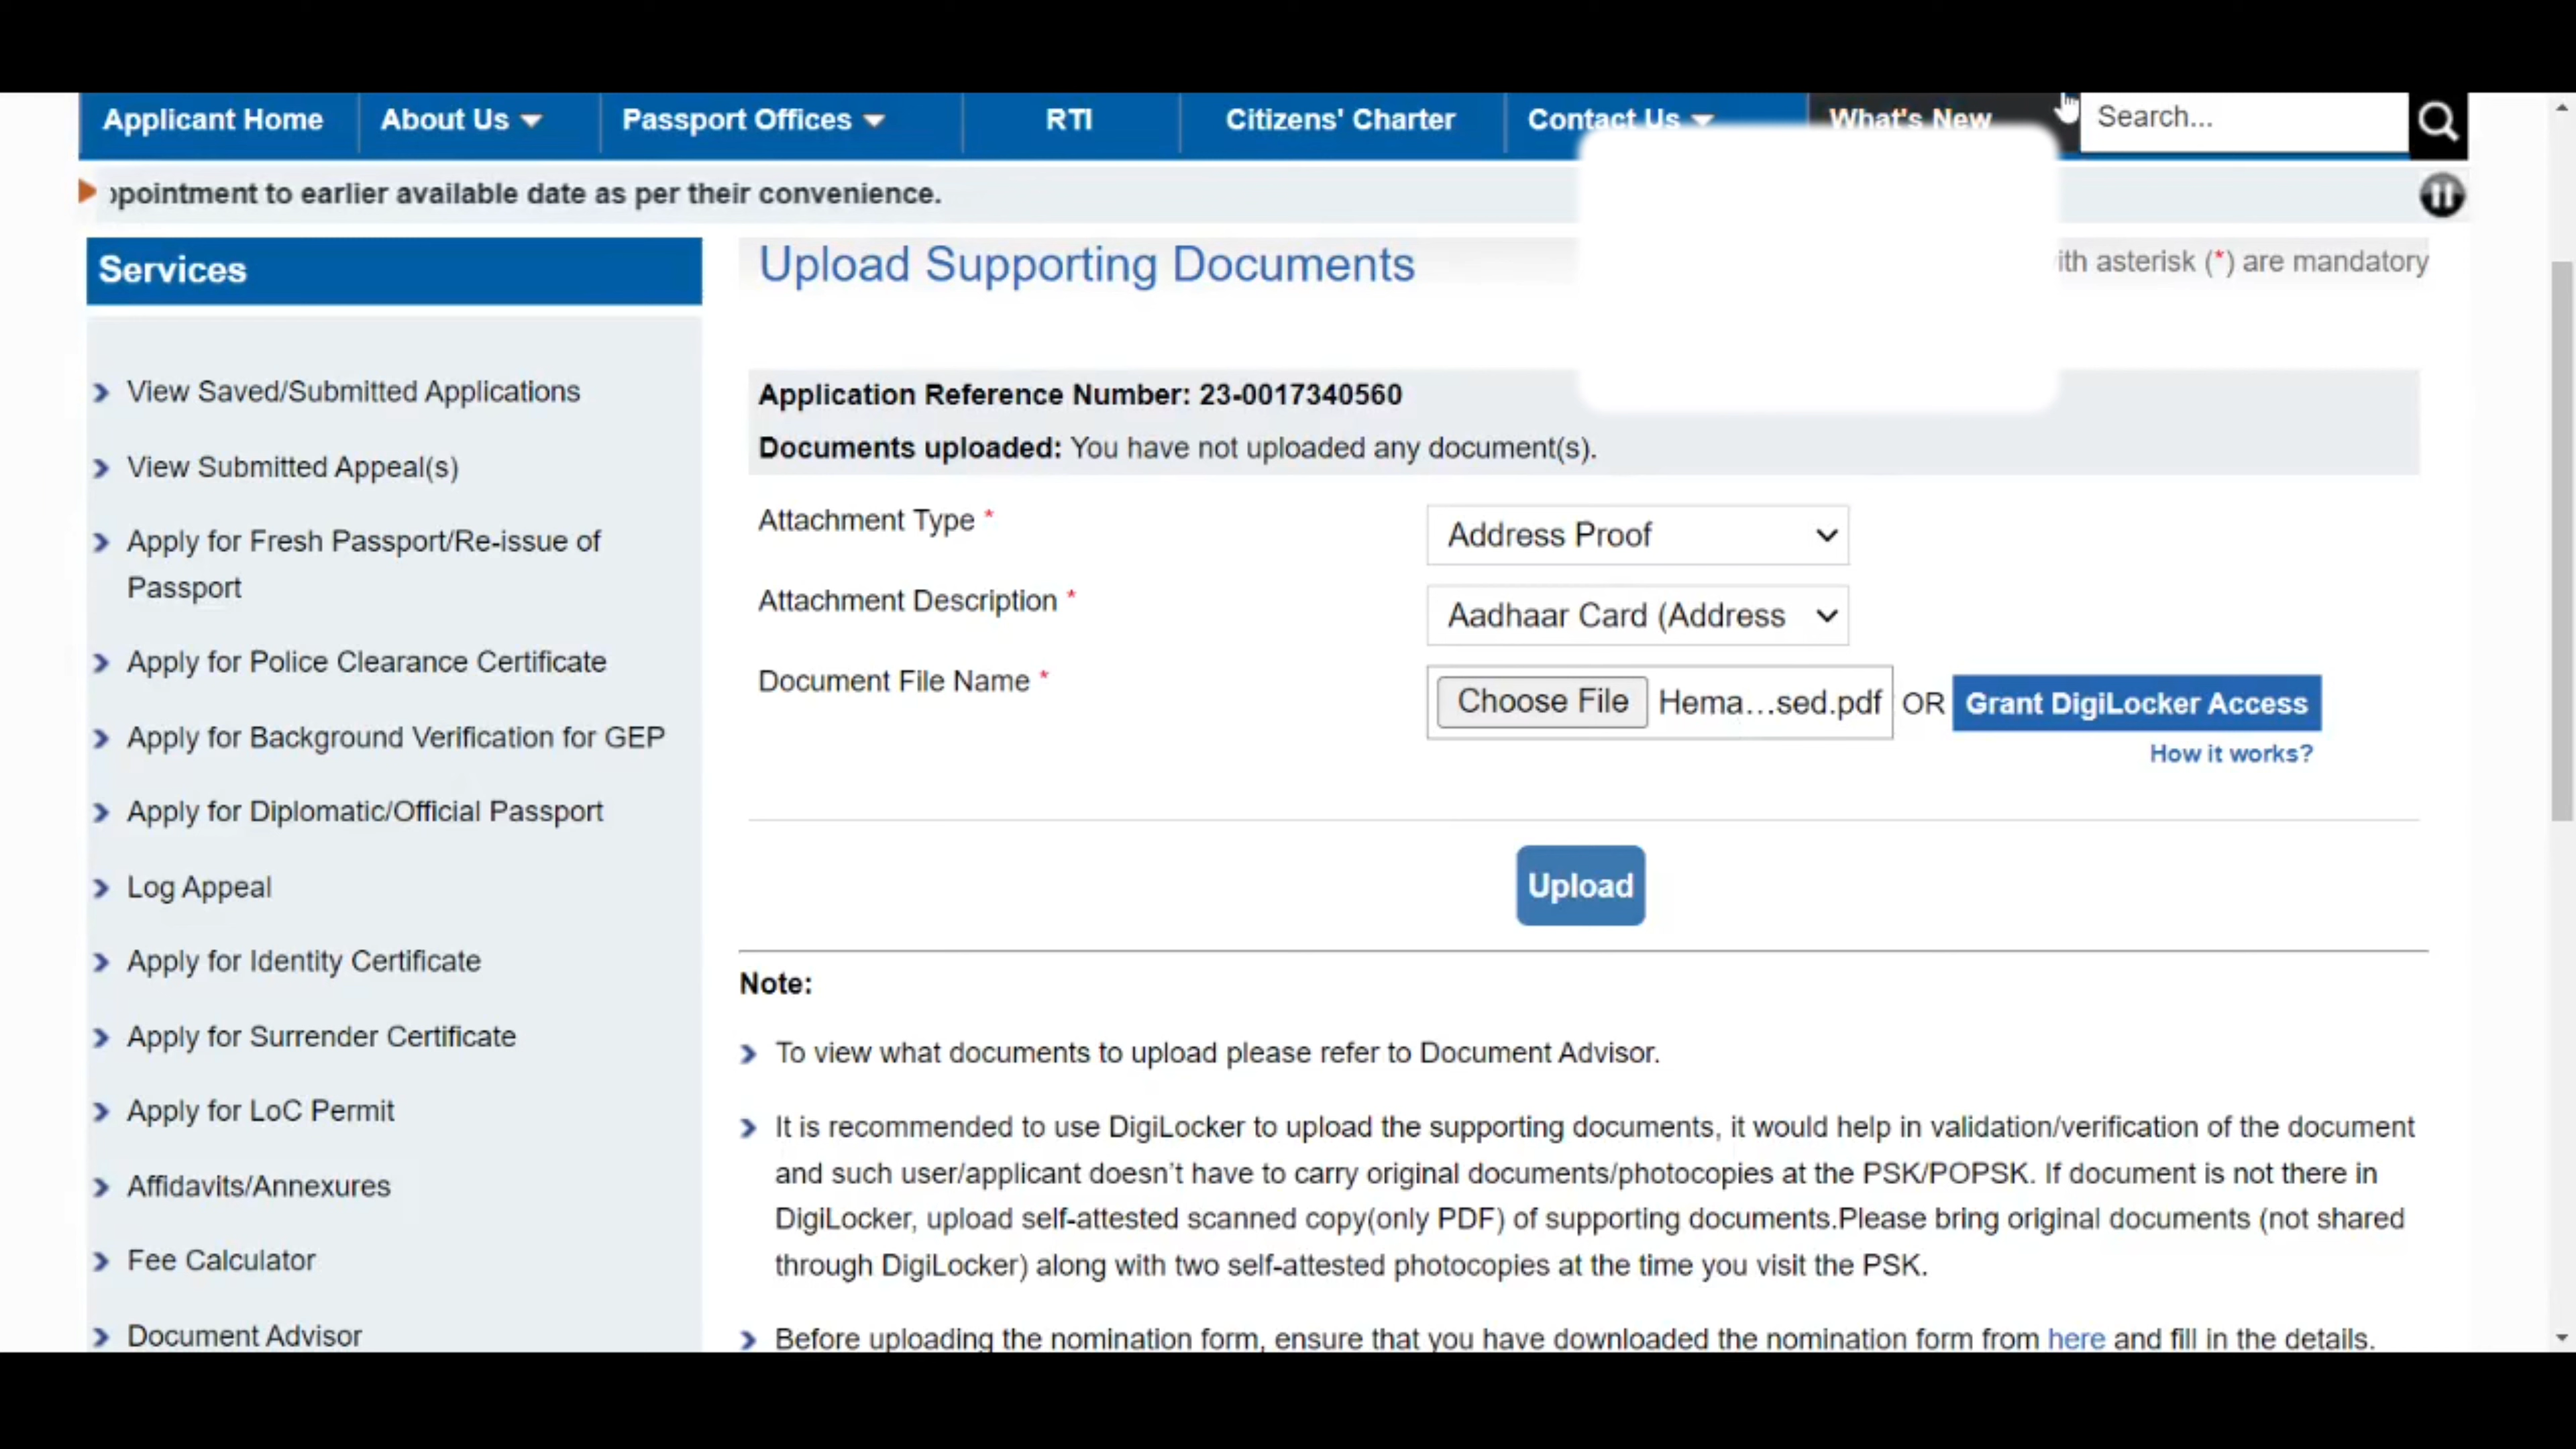 Applicant Home About Us Passport Offices RTI Citizens' Charter Contact Us What's New Search...
ppointment to earlier available date as per their convenience.
Services
Upload Supporting Documents
ith asterisk (*) are mandatory
View Saved/Submitted Applications
View Submitted Appeal(s)
Apply for Fresh Passport/Re-issue of
Passport
Apply for Police Clearance Certificate
Apply for Background Verification for GEP
Apply for Diplomatic/Official Passport
Log Appeal
Apply for Identity Certificate
Apply for Surrender Certificate
Apply for LoC Permit
Affidavits/Annexures
Fee Calculator
Document Advisor
Application Reference Number: 23-0017340560
Documents uploaded: You have not uploaded any document(s).
Attachment Type * Address Proof
Attachment Description * Aadhaar Card (Address
Document File Name * Choose File Hema...sed.pdf OR Grant DigiLocker Access
How it works?
Upload
Note:
To view what documents to upload please refer to Document Advisor.
It is recommended to use DigiLocker to upload the supporting documents, it would help in validation/verification of the document
and such user/applicant doesn't have to carry original documents/photocopies at the PSK/POPSK. If document is not there in
DigiLocker, upload self-attested scanned copy(only PDF) of supporting documents.Please bring original documents (not shared
through DigiLocker) along with two self-attested photocopies at the time you visit the PSK.
Before uploading the nomination form, ensure that you have downloaded the nomination form from here and fill in the details.